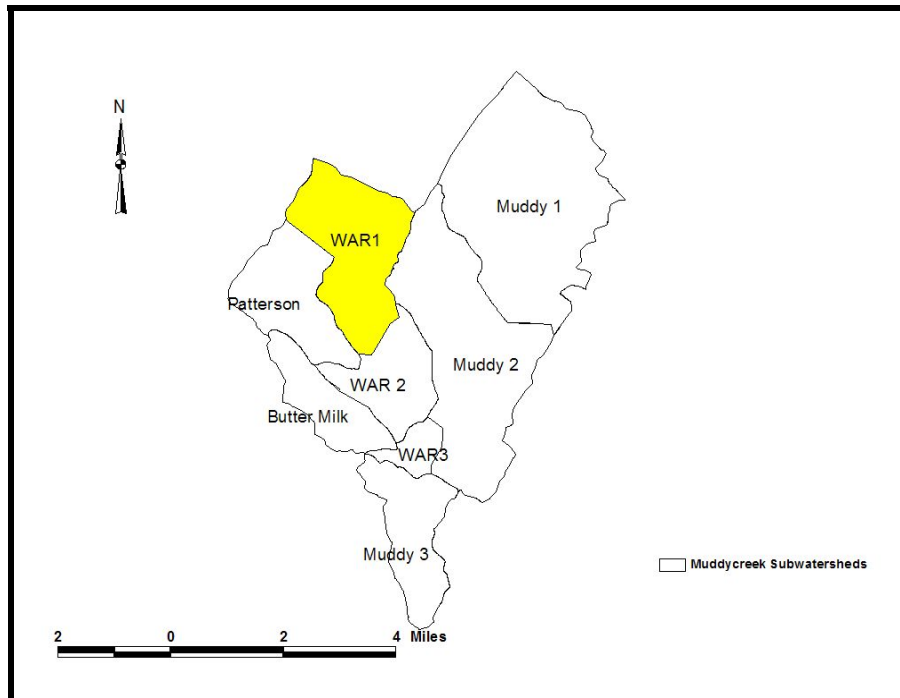 N
Muddy 1
WAR1
Patterson
Muddy 2
WAR 2
Butter Milk
WAR3
Muddy 3
Muddycreek Subwatersheds
2 0 2 4 Miles